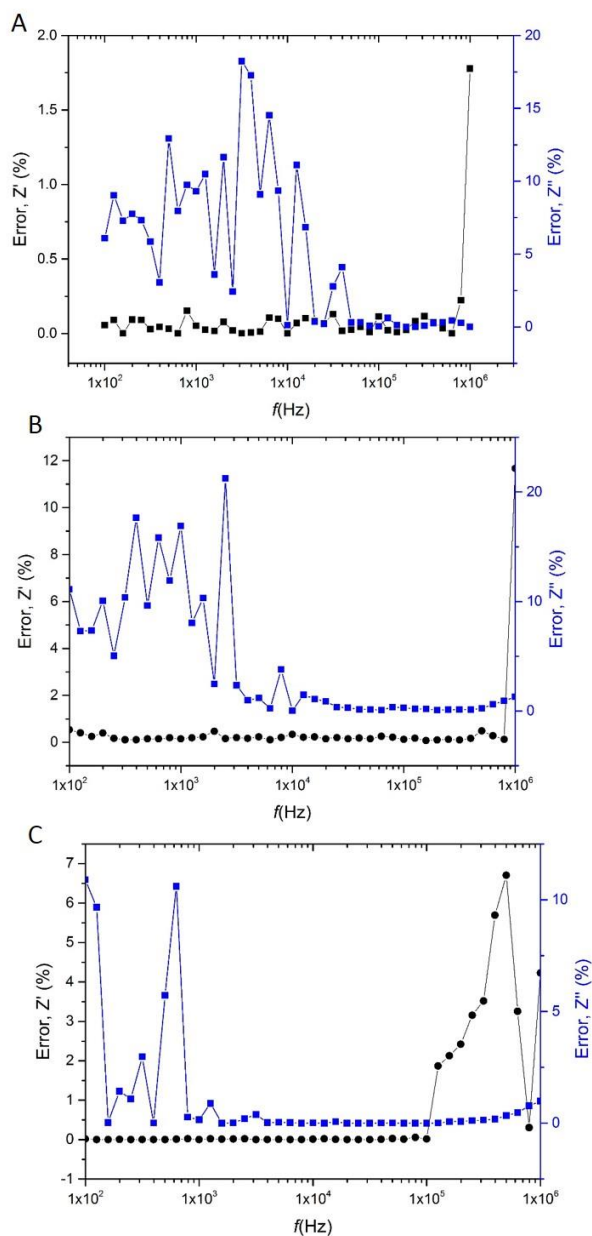 A
2.0
1.5
1.0
0.5
0.0
Error, Z' (%)
20
15
10
5
0
Error, Z'' (%)
1x10² 1x10³ 1x10⁴ 1x10⁵ 1x10⁶
f(Hz)
B
12
10
8
6
4
2
0
Error, Z' (%)
20
10
0
Error, Z'' (%)
1x10² 1x10³ 1x10⁴ 1x10⁵ 1x10⁶
f(Hz)
C
7
6
5
4
3
2
1
0
-1
Error, Z' (%)
10
5
0
Error, Z'' (%)
1x10² 1x10³ 1x10⁴ 1x10⁵ 1x10⁶
f(Hz)